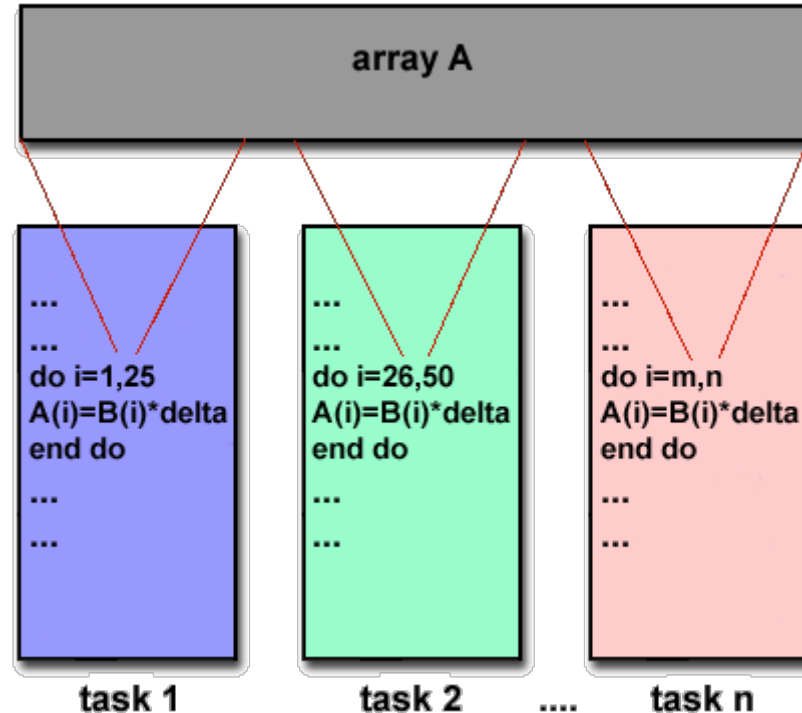 array A
...
...
do i=1,25
A(i)=B(i)*delta
end do
...
...
task 1
...
...
do i=26,50
A(i)=B(i)*delta
end do
...
...
task 2
....
...
...
do i=m,n
A(i)=B(i)*delta
end do
...
...
task n